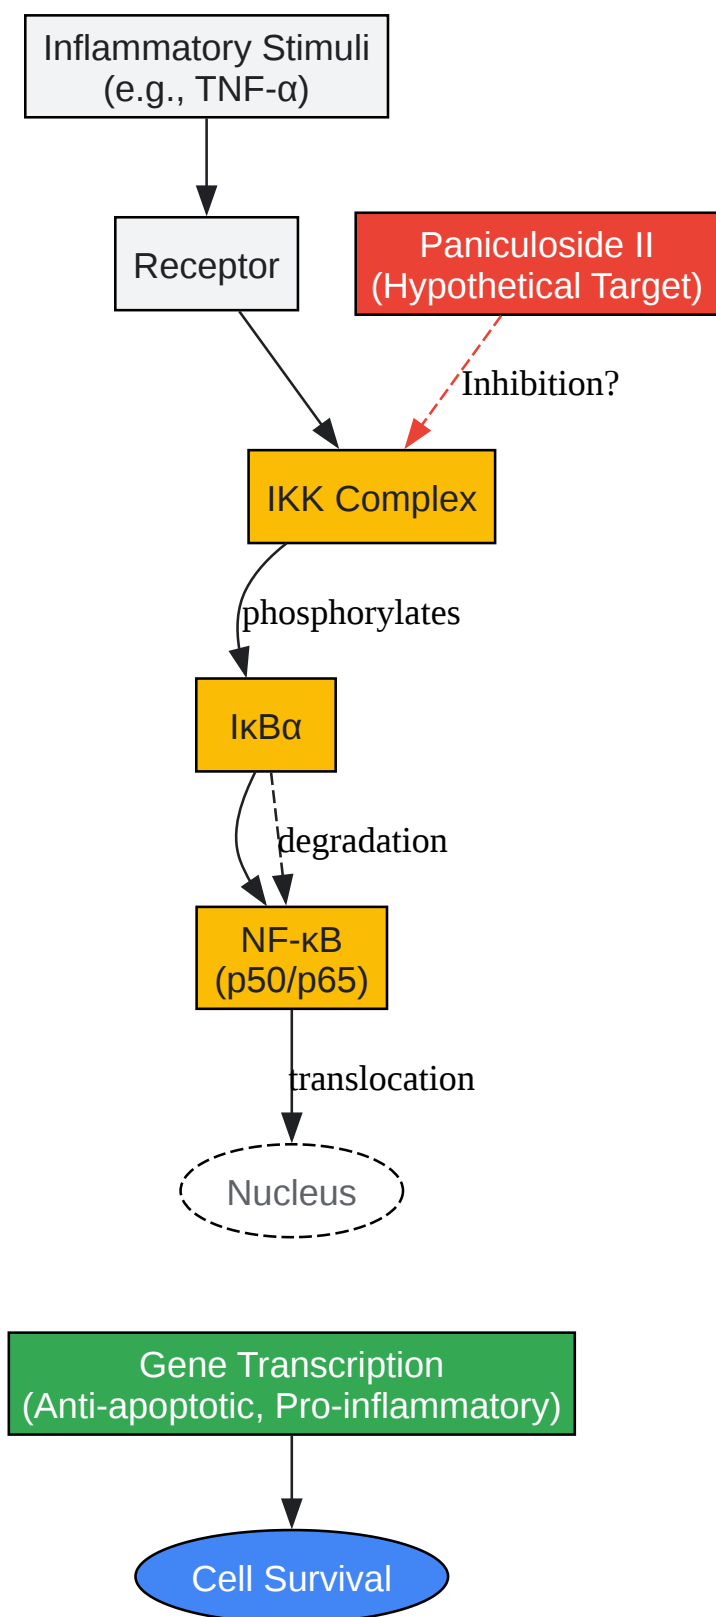 Inflammatory Stimuli
(e.g., TNF-α)
Receptor
Paniculoside II
(Hypothetical Target)
Inhibition?
IKK Complex
phosphorylates
IκBα
degradation
NF-κB
(p50/p65)
translocation
Nucleus
Gene Transcription
(Anti-apoptotic, Pro-inflammatory)
Cell Survival